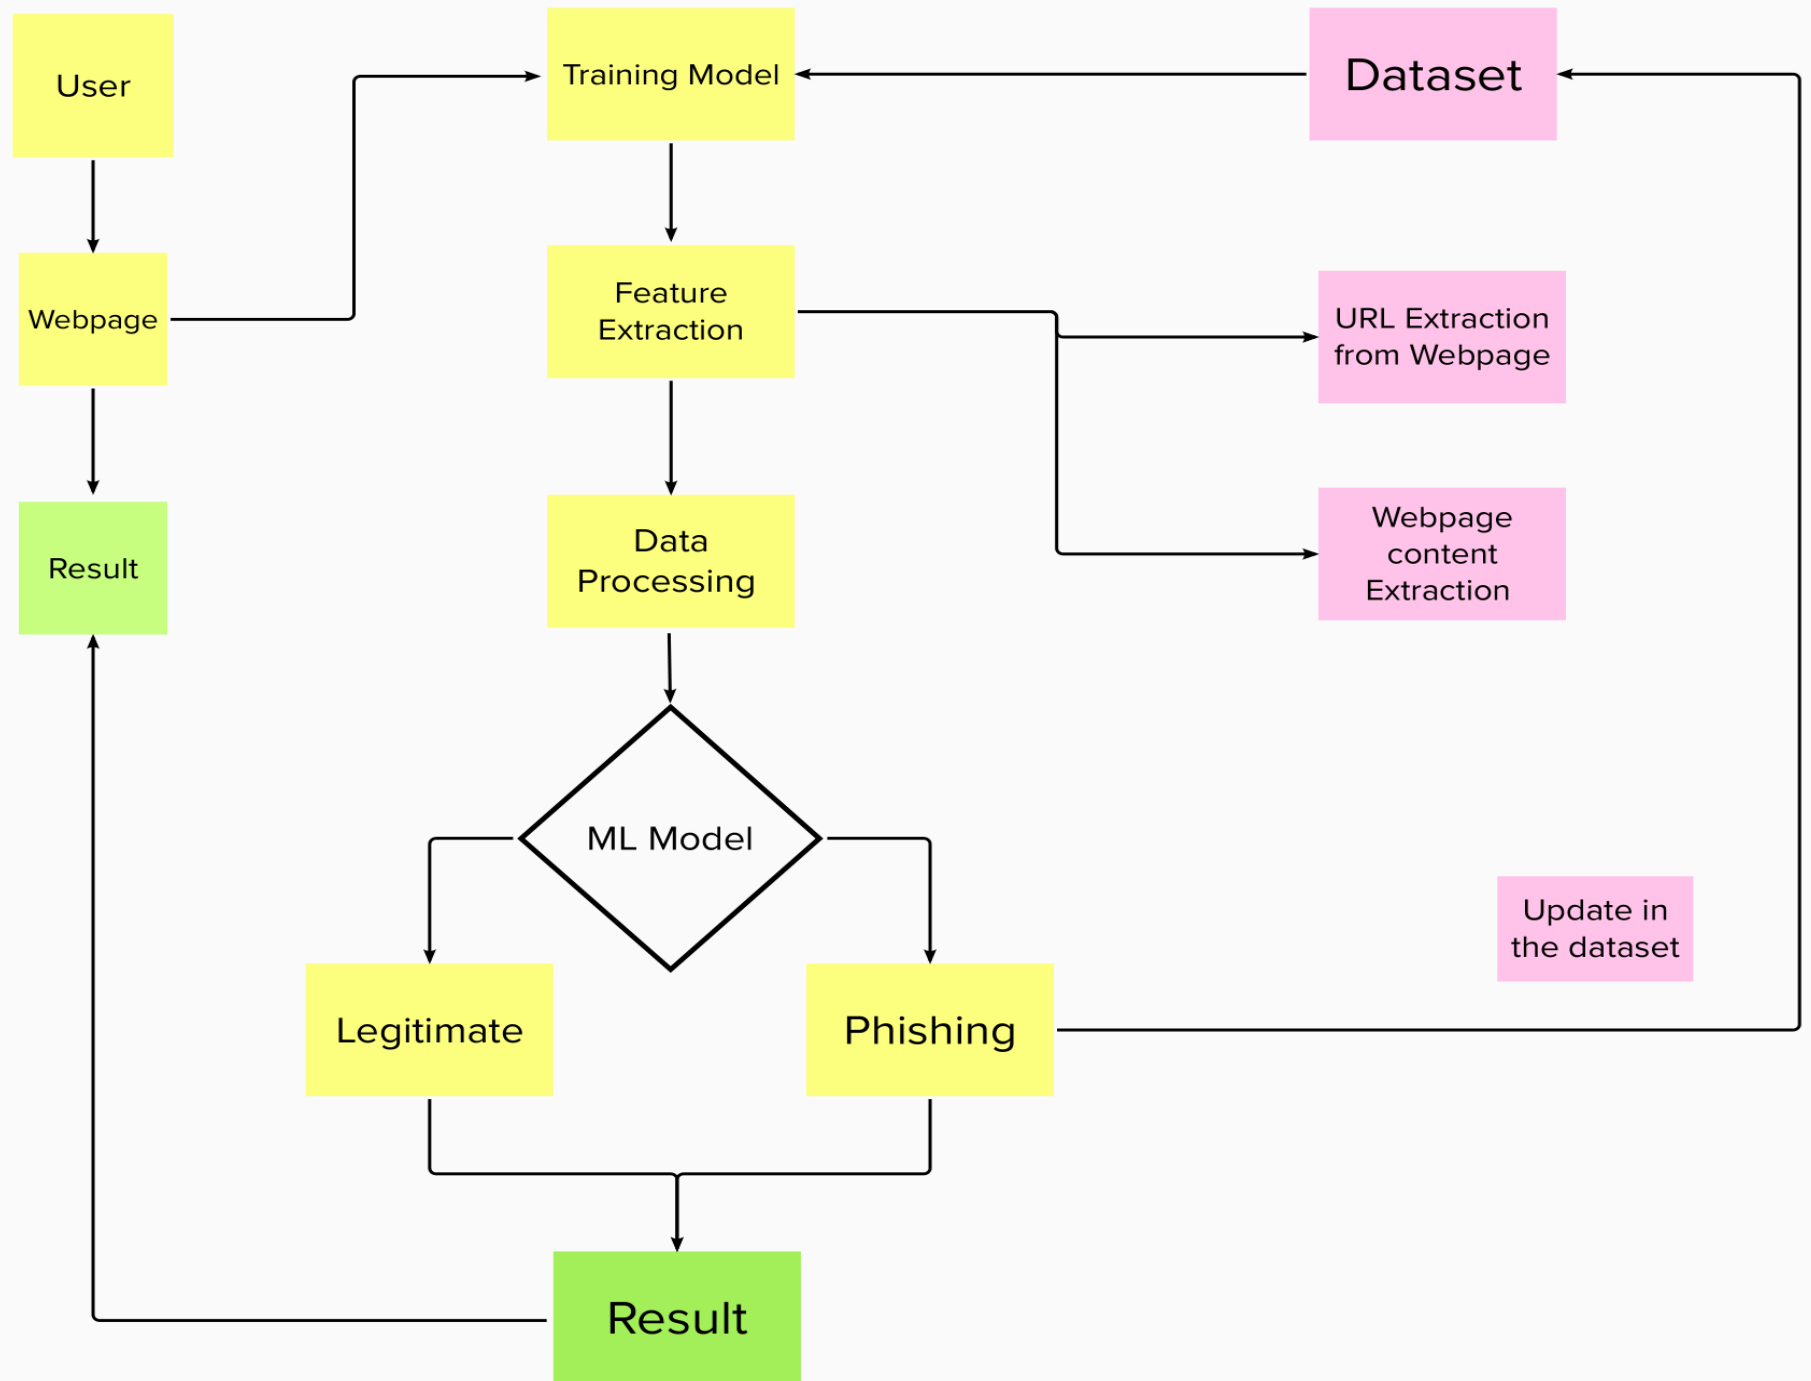 User
Training Model
Dataset
Webpage
Feature
Extraction
URL Extraction
from Webpage
Result
Data
Processing
Webpage
content
Extraction
ML Model
Update in
the dataset
Legitimate
Phishing
Result